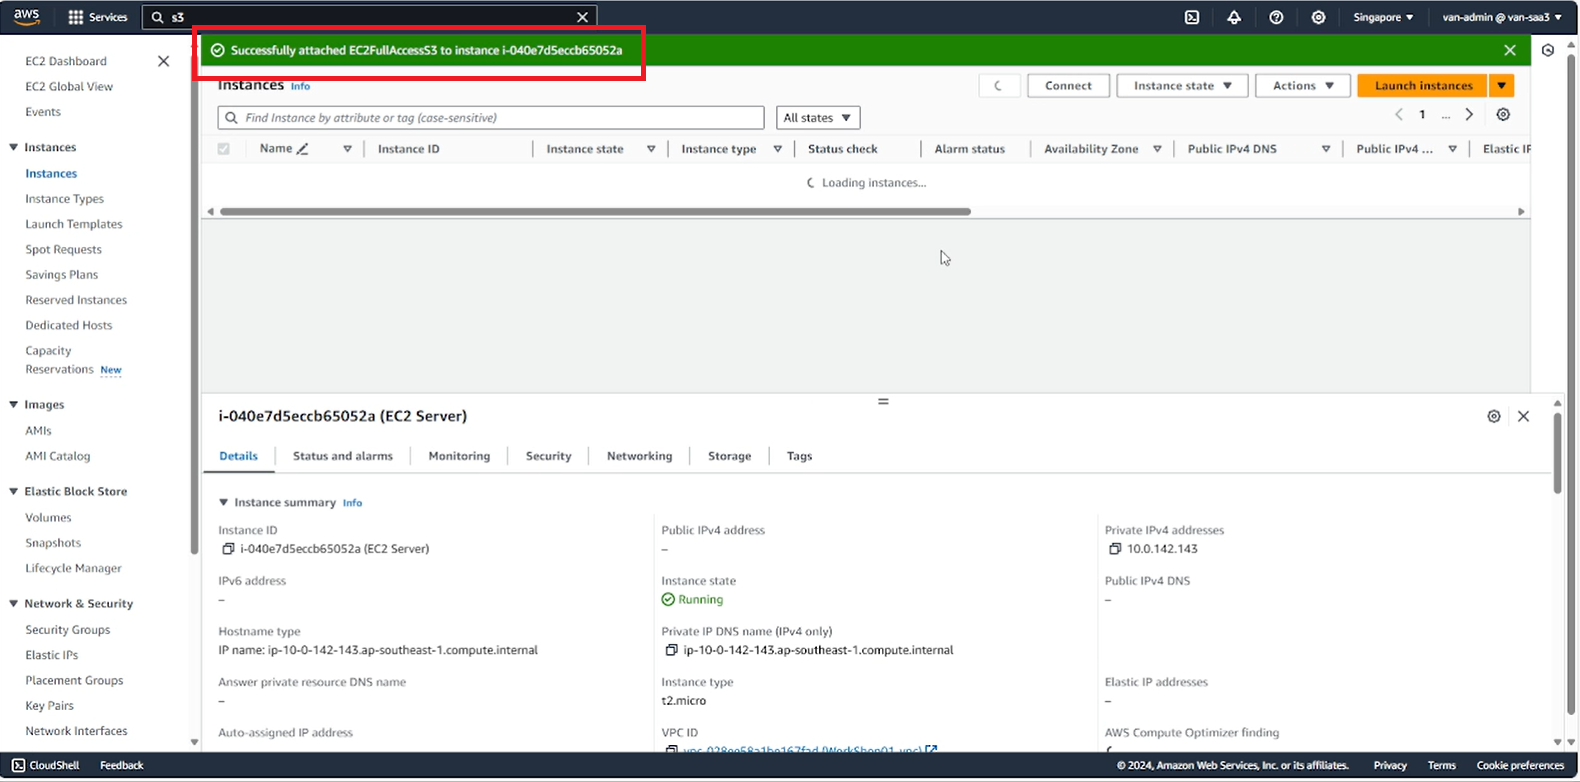 aws
Services
s3
Singapore
van-admin @ van-saa3
EC2 Dashboard
EC2 Global View
Events
Instances
Instances
Instance Types
Launch Templates
Spot Requests
Savings Plans
Reserved Instances
Dedicated Hosts
Capacity
Reservations New
Images
AMIs
AMI Catalog
Elastic Block Store
Volumes
Snapshots
Lifecycle Manager
Network & Security
Security Groups
Elastic IPs
Placement Groups
Key Pairs
Network Interfaces
Successfully attached EC2FullAccessS3 to instance i-040e7d5eccb65052a
Instances Info
Connect
Instance state
Actions
Launch instances
Find Instance by attribute or tag (case-sensitive)
All states
1 ...
Name
Instance ID
Instance state
Instance type
Status check
Alarm status
Availability Zone
Public IPv4 DNS
Public IPv4 ...
Elastic IP
Loading instances...
i-040e7d5eccb65052a (EC2 Server)
Details
Status and alarms
Monitoring
Security
Networking
Storage
Tags
Instance summary Info
Instance ID
i-040e7d5eccb65052a (EC2 Server)
Public IPv4 address
–
Private IPv4 addresses
10.0.142.143
IPv6 address
–
Instance state
Running
Public IPv4 DNS
–
Hostname type
IP name: ip-10-0-142-143.ap-southeast-1.compute.internal
Private IP DNS name (IPv4 only)
ip-10-0-142-143.ap-southeast-1.compute.internal
Answer private resource DNS name
–
Instance type
t2.micro
Elastic IP addresses
–
Auto-assigned IP address
VPC ID
vpc-028ee58a1be167fad (WorkShop01-vpc)
AWS Compute Optimizer finding
CloudShell
Feedback
© 2024, Amazon Web Services, Inc. or its affiliates.
Privacy
Terms
Cookie preferences